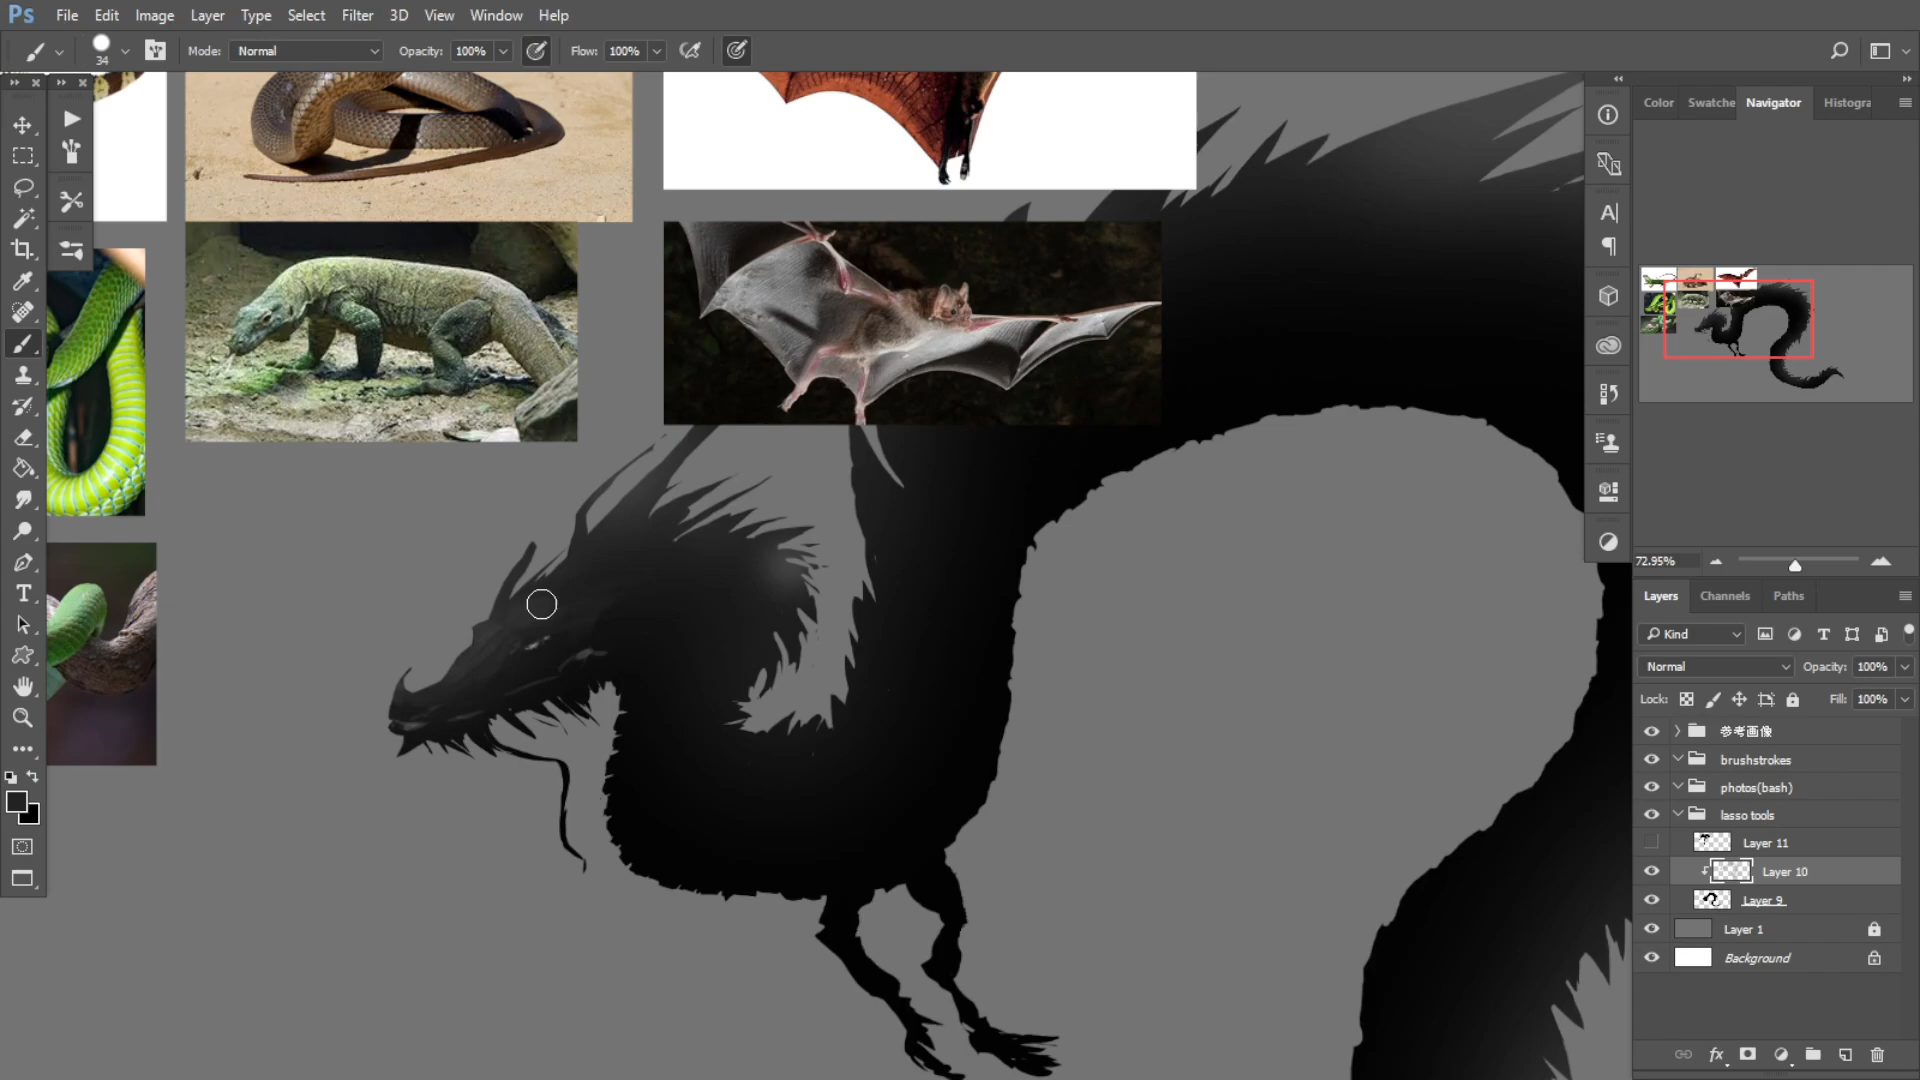 Ps File Edit Image Layer Type Select Filter 3D View Window Help
34 Mode: Normal Opacity: 100% Flow: 100%
Color Swatche Navigator Histogra
72.95%
Layers Channels Paths
Kind
Normal Opacity: 100%
Lock: Fill: 100%
参考画像
brushstrokes
photos(bash)
lasso tools
Layer 11
Layer 10
Layer 9
Layer 1
Background